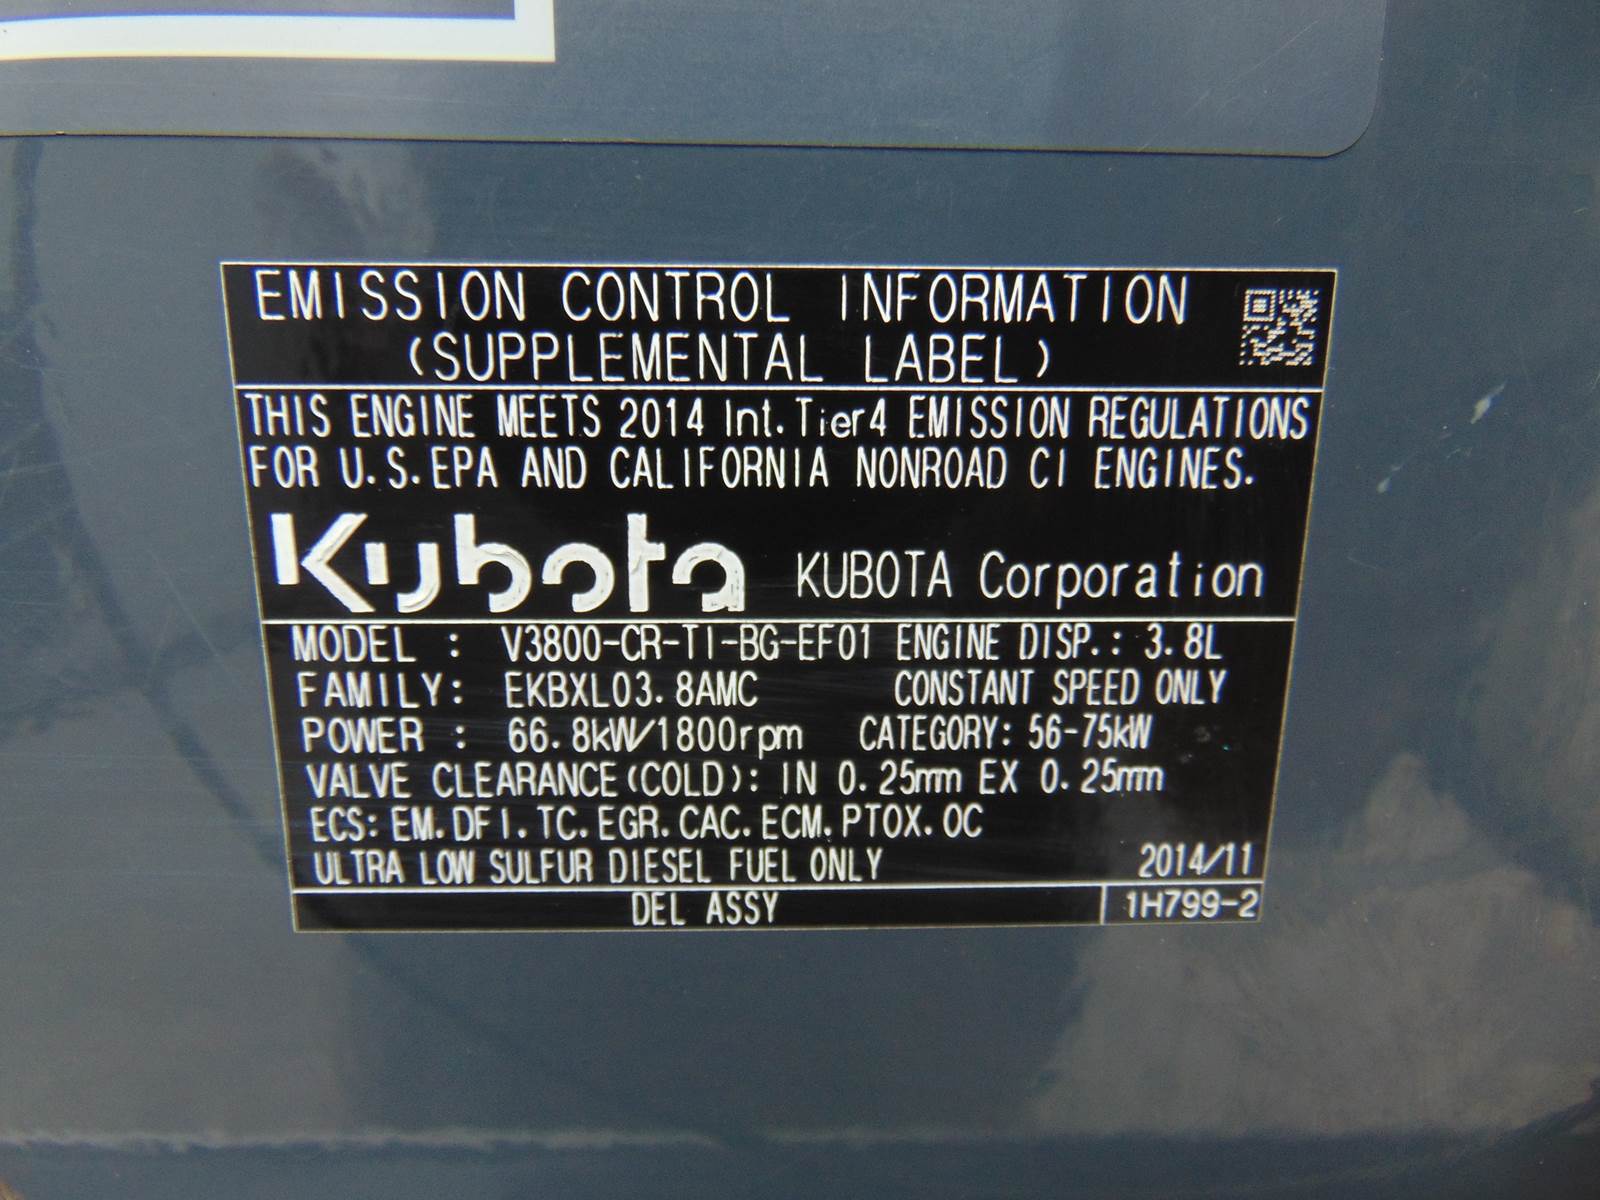 EMISSION CONTROL INFORMATION
(SUPPLEMENTAL LABEL)
THIS ENGINE MEETS 2014 Int. Tier4 EMISSION REGULATIONS
FOR U.S.EPA AND CALIFORNIA NONROAD CI ENGINES.
Kubota KUBOTA Corporation
MODEL : V3800-CR-TI-BG-EF01 ENGINE DISP.: 3.8L
FAMILY: EKBXL03.8AMC CONSTANT SPEED ONLY
POWER : 66.8kW/1800rpm CATEGORY: 56-75kW
VALVE CLEARANCE(COLD): IN 0.25mm EX 0.25mm
ECS: EM.DFI.TC.EGR.CAC.ECM.PTOX.OC
ULTRA LOW SULFUR DIESEL FUEL ONLY 2014/11
DEL ASSY 1H799-2